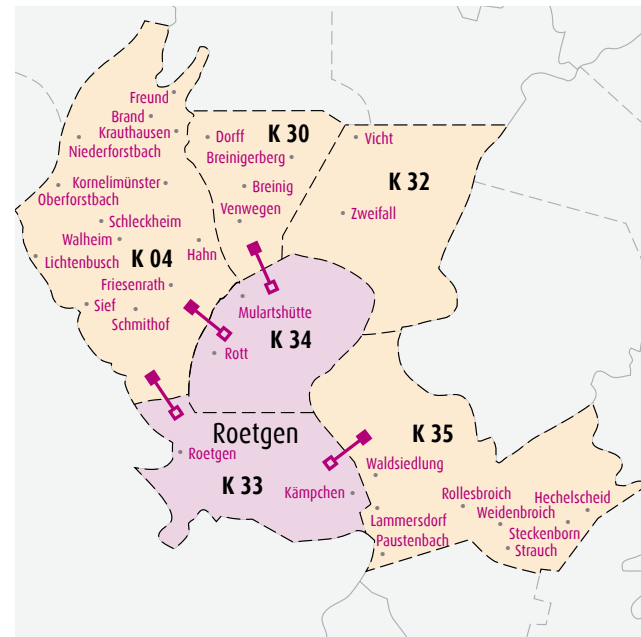 Freund
Brand
Krauthausen
Niederforstbach
Kornelimünster
Oberforstbach
Schleckheim
Walheim
K 04
Hahn
Lichtenbusch
Friesenrath
Sief
Schmithof
Dorff
K 30
Breinigerberg
Breinig
Venwegen
Vicht
K 32
Zweifall
Mulartshütte
K 34
Rott
Roetgen
Roetgen
K 33
Kämpchen
K 35
Waldsiedlung
Lammersdorf
Paustenbach
Rollesbroich
Hechelscheid
Weidenbroich
Steckenborn
Strauch